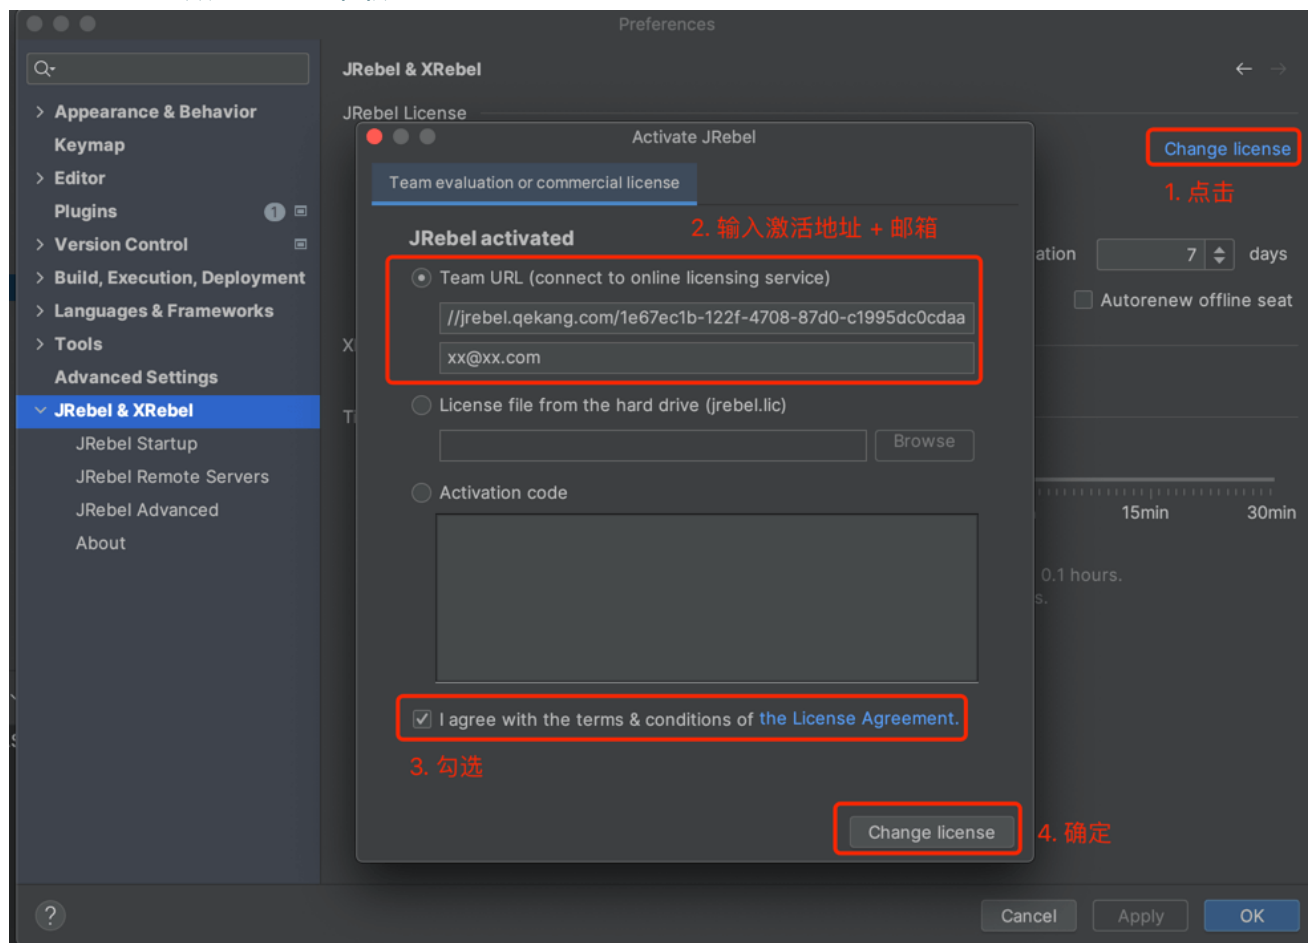 Preferences
JRebel & XRebel
Appearance & Behavior
JRebel License
Keymap
Activate JRebel
Change license
Editor
Team evaluation or commercial license
1. 点击
Plugins
1
2. 输入激活地址 + 邮箱
Version Control
JRebel activated
ation
7
days
Build, Execution, Deployment
Team URL (connect to online licensing service)
Autorenew offline seat
Languages & Frameworks
//jrebel.qekang.com/1e67ec1b-122f-4708-87d0-c1995dc0cdaa
Tools
X
xx@xx.com
Advanced Settings
JRebel & XRebel
License file from the hard drive (jrebel.lic)
JRebel Startup
Browse
JRebel Remote Servers
Activation code
JRebel Advanced
15min
30min
About
0.1 hours.
s.
I agree with the terms & conditions of the License Agreement.
3. 勾选
Change license
4. 确定
?
Cancel
Apply
OK